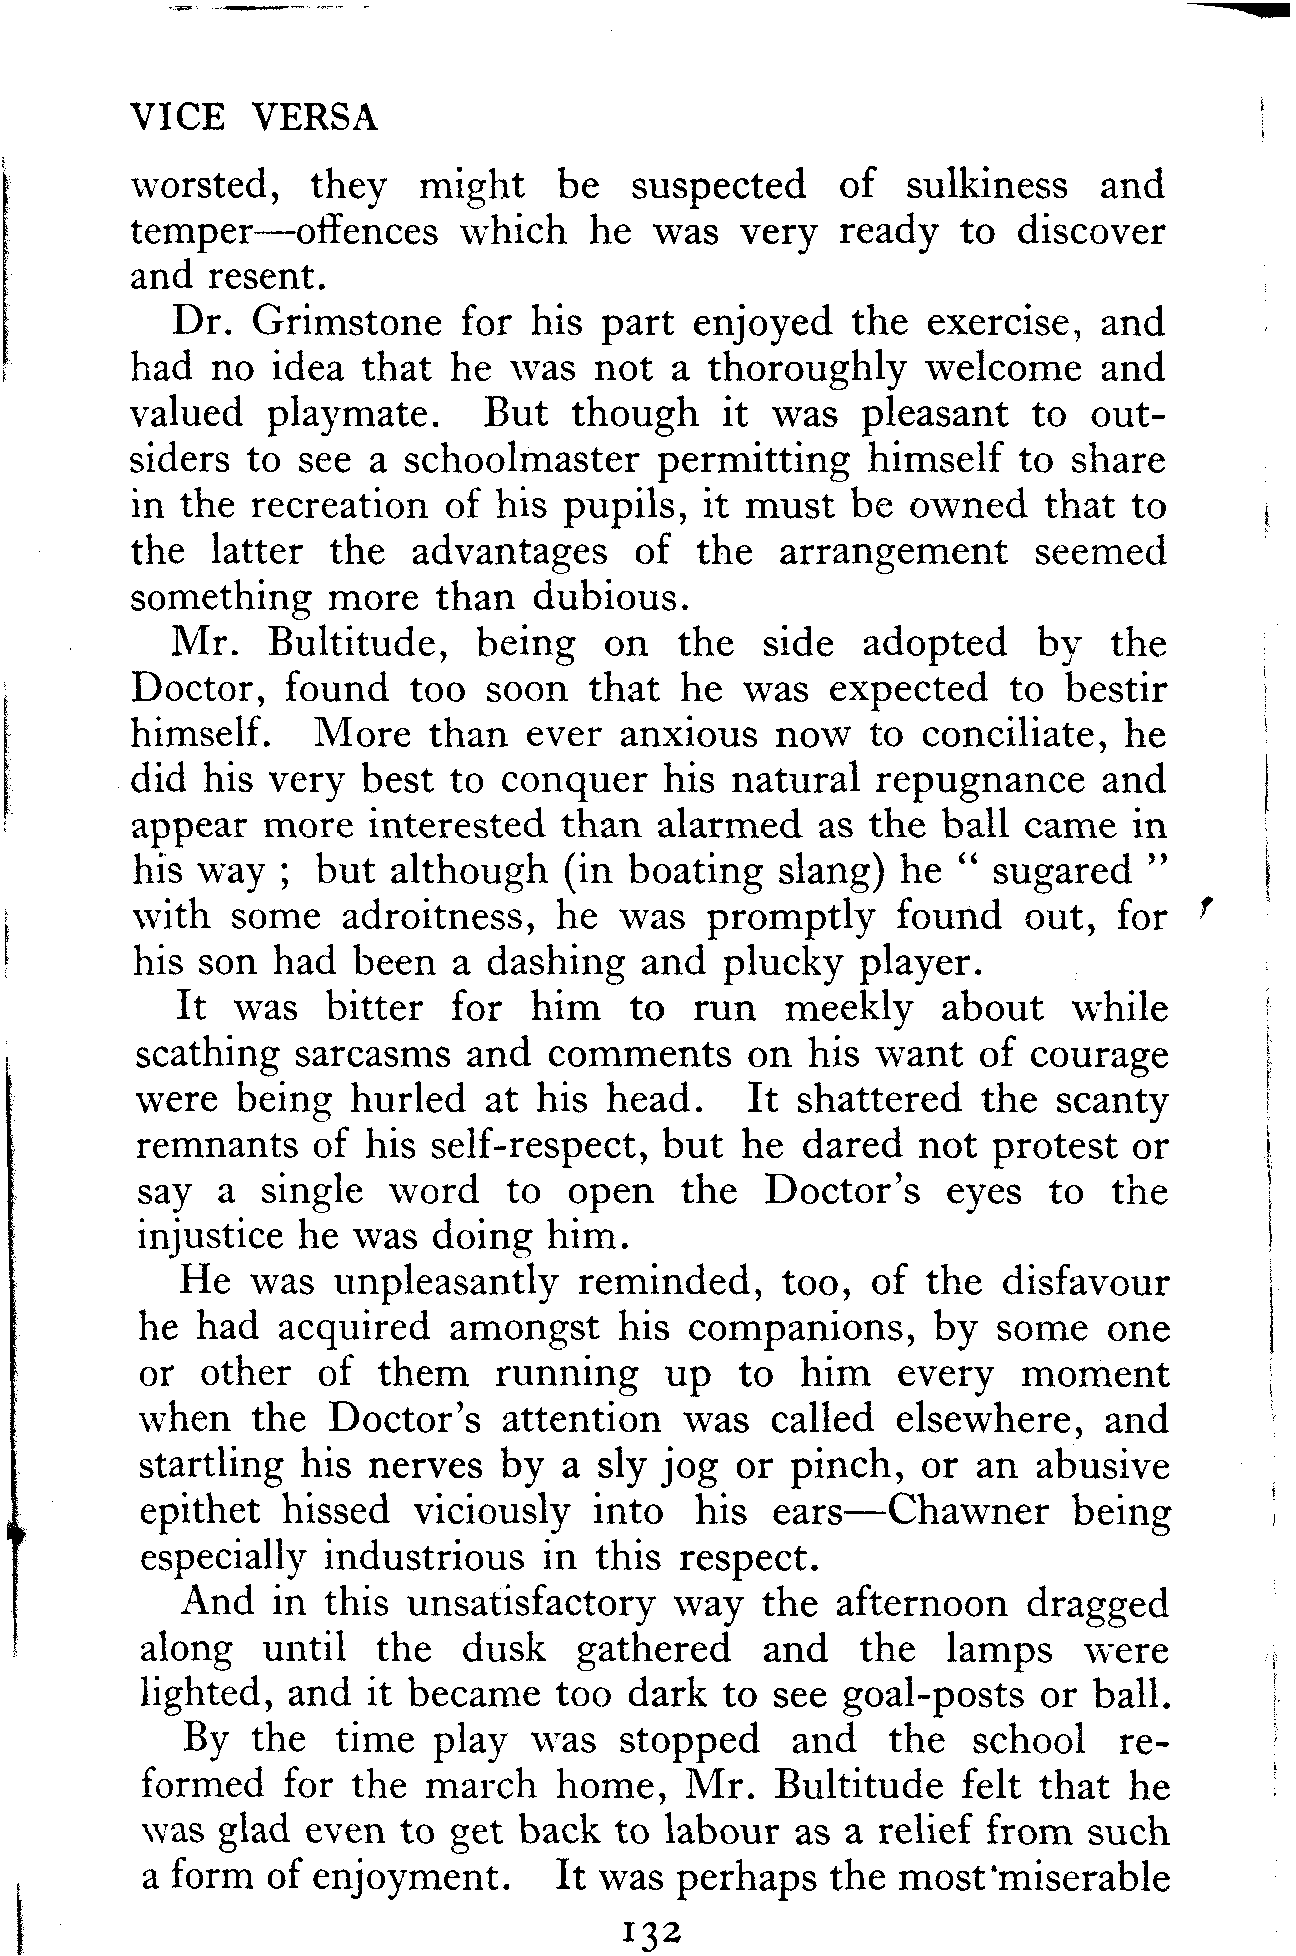 VICE VERSA
worsted, they might be suspected of sulkiness and
temper—offences which he was very ready to discover
and resent.
Dr. Grimstone for his part enjoyed the exercise, and
had no idea that he was not a thoroughly welcome and
valued playmate. But though it was pleasant to out-
siders to see a schoolmaster permitting himself to share
in the recreation of his pupils, it must be owned that to
the latter the advantages of the arrangement seemed
something more than dubious.
Mr. Bultitude, being on the side adopted by the
Doctor, found too soon that he was expected to bestir
himself. More than ever anxious now to conciliate, he
did his very best to conquer his natural repugnance and
appear more interested than alarmed as the ball came in
his way ; but although (in boating slang) he “ sugared ”
with some adroitness, he was promptly found out, for
his son had been a dashing and plucky player.
It was bitter for him to run meekly about while
scathing sarcasms and comments on his want of courage
were being hurled at his head. It shattered the scanty
remnants of his self-respect, but he dared not protest or
say a single word to open the Doctor’s eyes to the
injustice he was doing him.
He was unpleasantly reminded, too, of the disfavour
he had acquired amongst his companions, by some one
or other of them running up to him every moment
when the Doctor’s attention was called elsewhere, and
startling his nerves by a sly jog or pinch, or an abusive
epithet hissed viciously into his ears—Chawner being
especially industrious in this respect.
And in this unsatisfactory way the afternoon dragged
along until the dusk gathered and the lamps were
lighted, and it became too dark to see goal-posts or ball.
By the time play was stopped and the school re-
formed for the march home, Mr. Bultitude felt that he
was glad even to get back to labour as a relief from such
a form of enjoyment. It was perhaps the most miserable
132